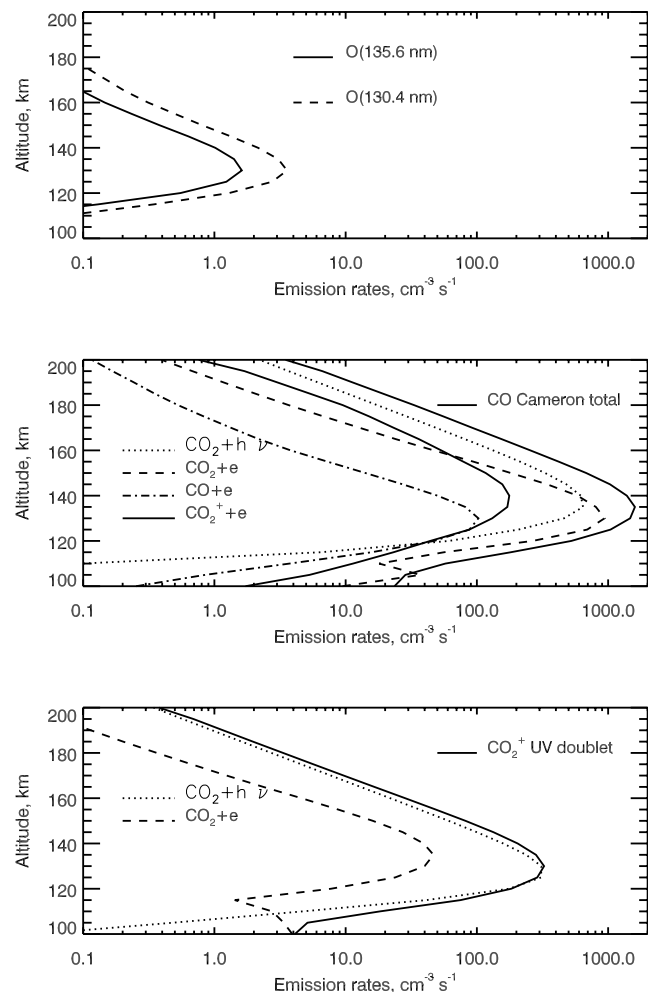 200
180
160
140
120
100
Altitude, km
O(135.6 nm)
O(130.4 nm)
0.1 1.0 10.0 100.0 1000.0
Emission rates, cm⁻³ s⁻¹
200
180
160
140
120
100
Altitude, km
CO Cameron total
CO₂+h ν
CO₂+e
CO+e
CO₂⁺+e
0.1 1.0 10.0 100.0 1000.0
Emission rates, cm⁻³ s⁻¹
200
180
160
140
120
100
Altitude, km
CO₂⁺ UV doublet
CO₂+h ν
CO₂+e
0.1 1.0 10.0 100.0 1000.0
Emission rates, cm⁻³ s⁻¹